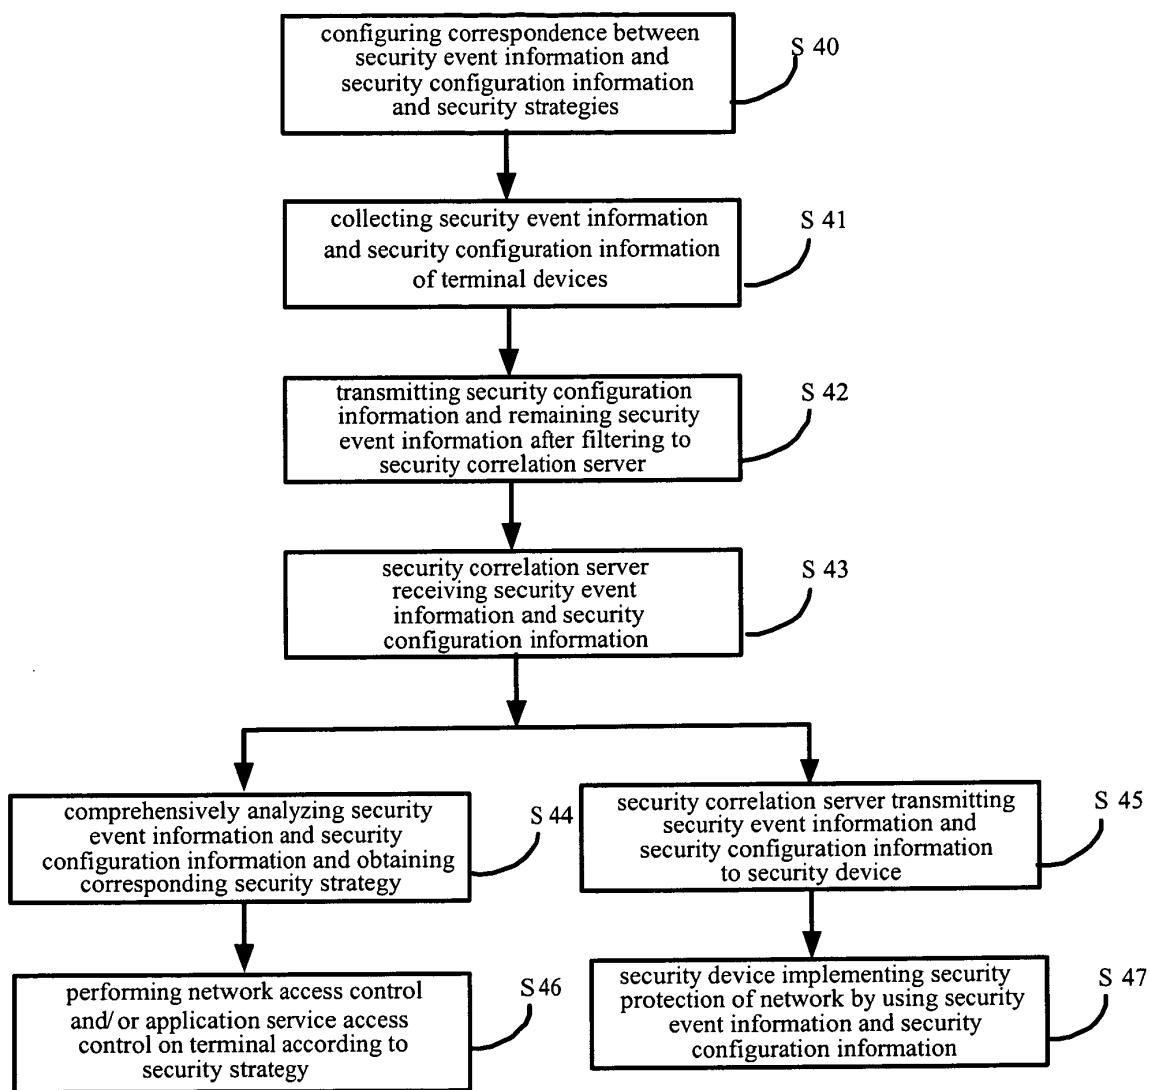 configuring correspondence between
security event information and
security configuration information
and security strategies
S 40
collecting security event information
and security configuration information
of terminal devices
S 41
transmitting security configuration
information and remaining security
event information after filtering to
security correlation server
S 42
security correlation server
receiving security event
information and security
configuration information
S 43
comprehensively analyzing security
event information and security
configuration information and obtaining
corresponding security strategy
S 44
security correlation server transmitting
security event information and
security configuration information
to security device
S 45
performing network access control
and/ or application service access
control on terminal according to
security strategy
S 46
security device implementing security
protection of network by using security
event information and security
configuration information
S 47